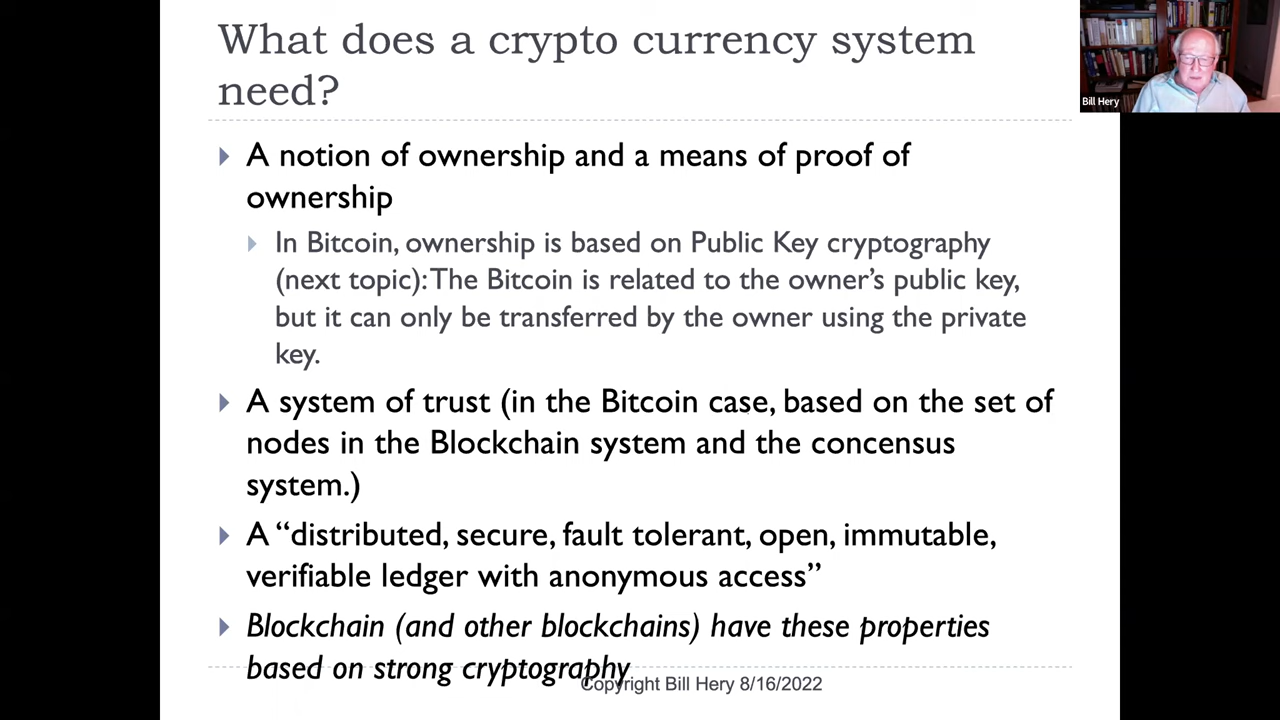 What does a crypto currency system
need?
Bill Hery
A notion of ownership and a means of proof of
ownership
In Bitcoin, ownership is based on Public Key cryptography
(next topic): The Bitcoin is related to the owner’s public key,
but it can only be transferred by the owner using the private
key.
A system of trust (in the Bitcoin case, based on the set of
nodes in the Blockchain system and the concensus
system.)
A “distributed, secure, fault tolerant, open, immutable,
verifiable ledger with anonymous access”
Blockchain (and other blockchains) have these properties
based on strong cryptography
Copyright Bill Hery 8/16/2022